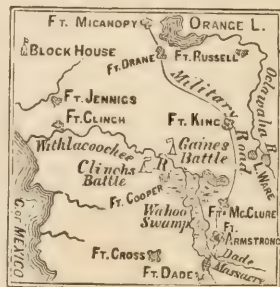 FT. MICANOPY
ORANGE L.
BLOCK HOUSE
FT. DRANE
FT. RUSSELL
Oclawaha R.
Military
Road
FT. JENNIGS
FT. CLINCH
FT. KING
Withlacoochee
R.
Gaines
Battle
Clinchs
Battle
FT. WARE
FT. COOPER
Wahoo
Swamp
FT. MCCLURE
FT.
ARMSTRONG
G. of MEXICO
FT. CROSS
Dade
Massacre
FT. DADE